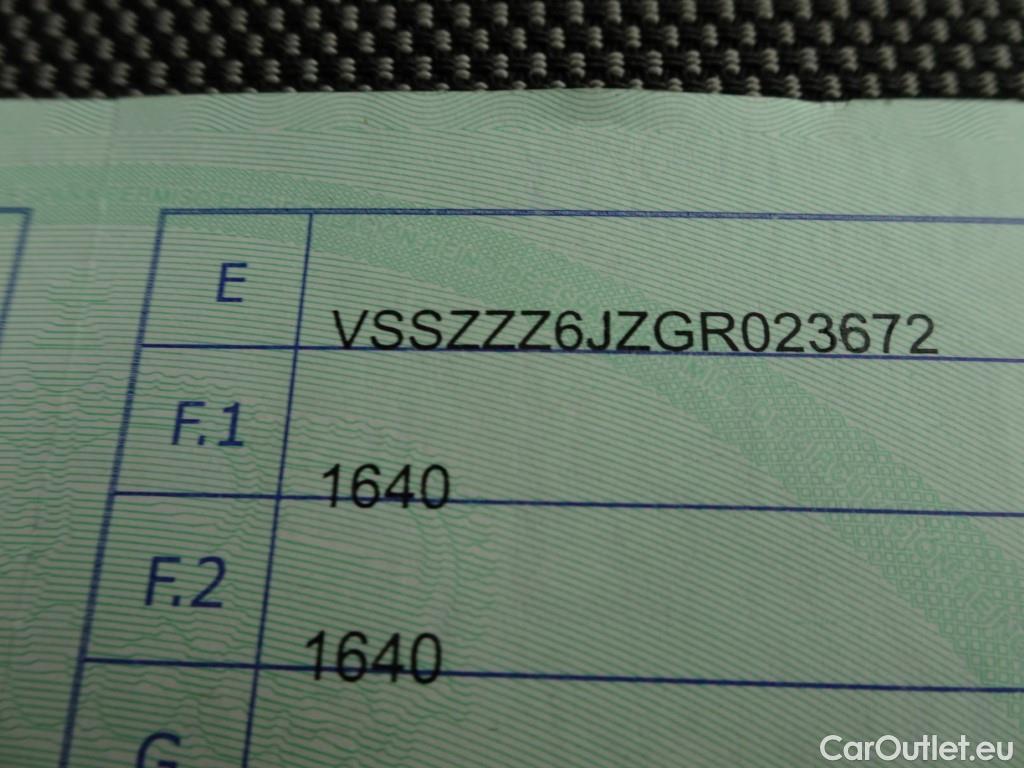 E
VSSZZZ6JZGR023672
F.1
1640
F.2
1640
G
CarOutlet.eu